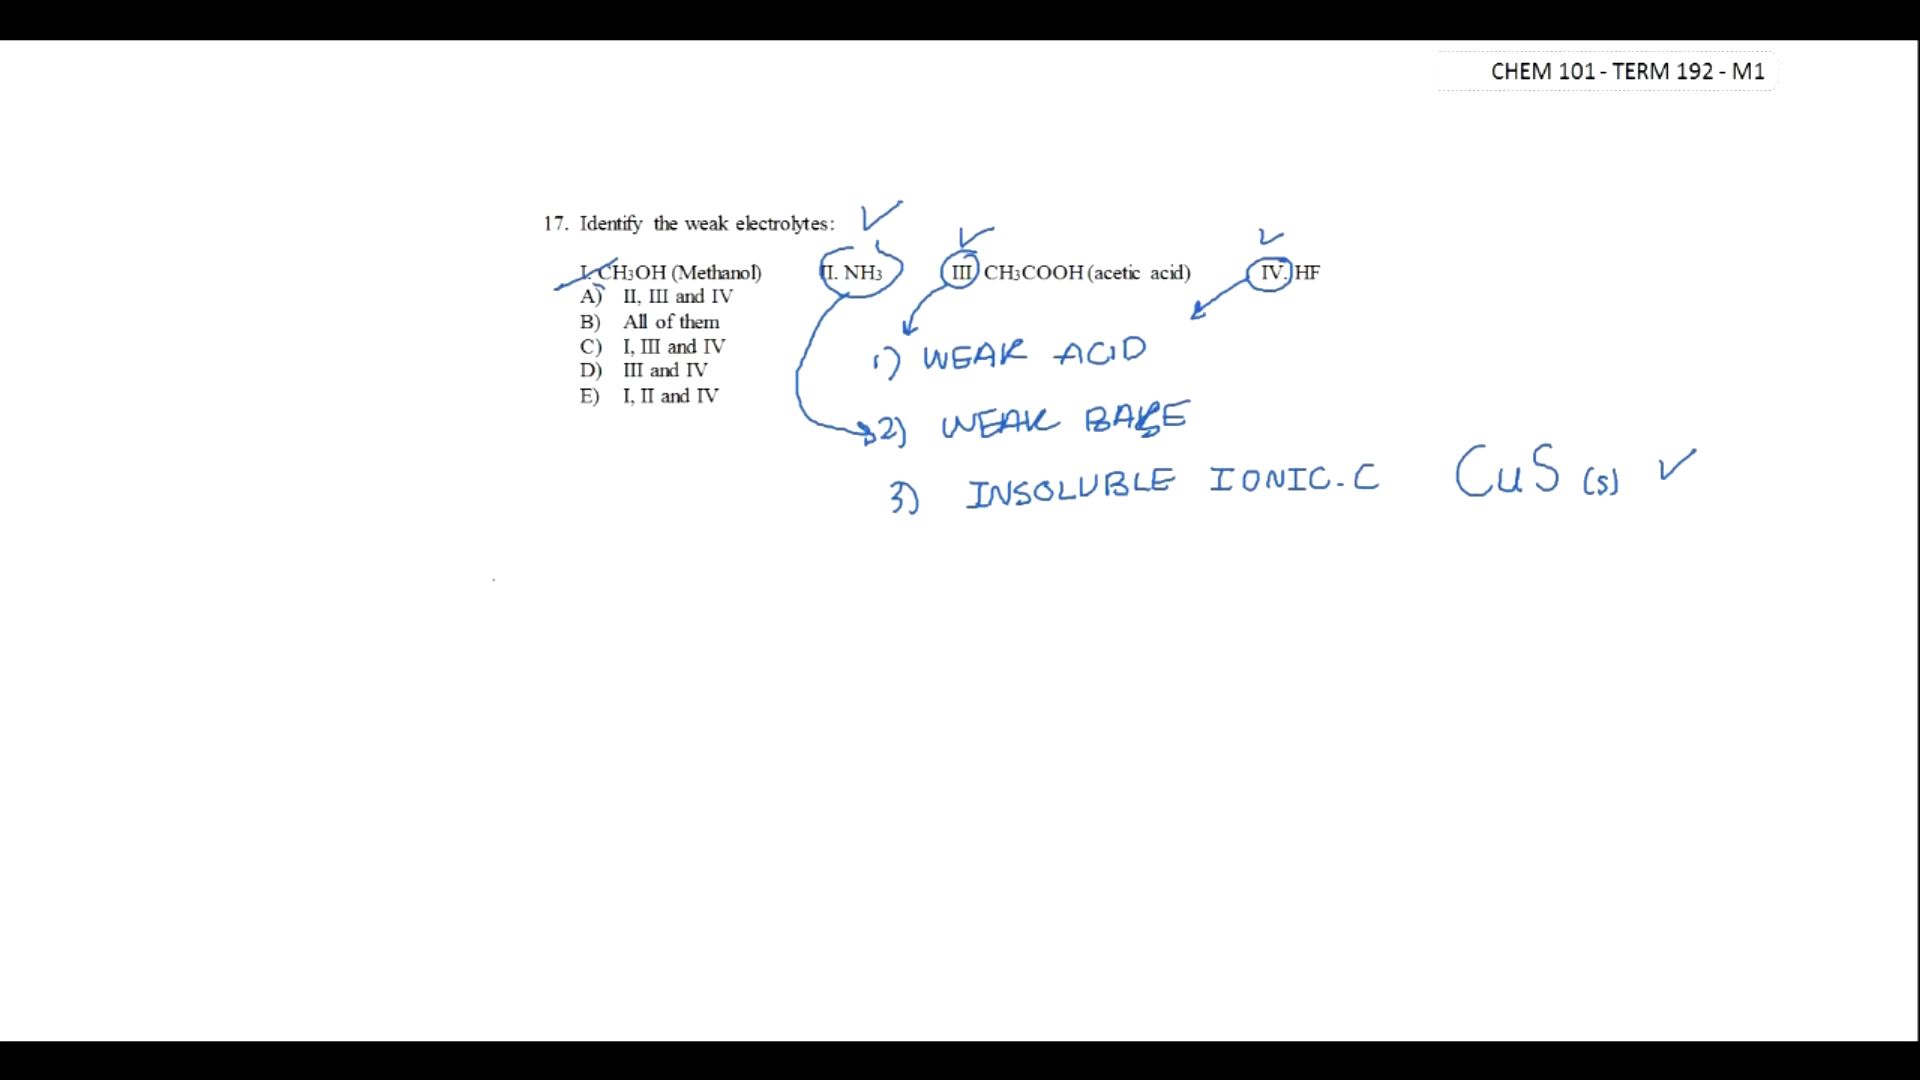 CHEM 101 - TERM 192 - M1
17. Identify the weak electrolytes:
I. CH3OH (Methanol) II. NH3 III. CH3COOH (acetic acid) IV. HF
A) II, III and IV
B) All of them
C) I, III and IV
D) III and IV
E) I, II and IV
1) WEAK ACID
2) WEAK BASE
3) INSOLUBLE IONIC.C CuS (s)